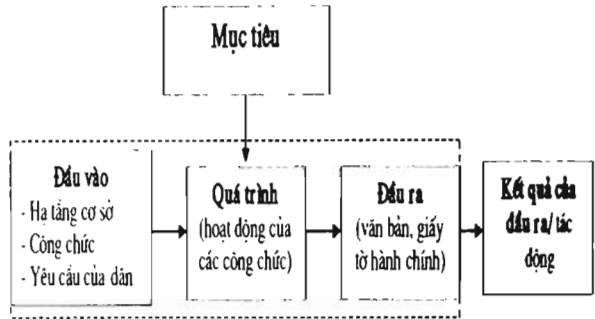 Mục tiêu
Đầu vào
- Hạ tầng cơ sở
- Công chức
- Yêu cầu của dân
Quá trình
(hoạt động của
các công chức)
Đầu ra
(văn bản, giấy
tờ hành chính)
Kết quả của
đầu ra/ tác
động